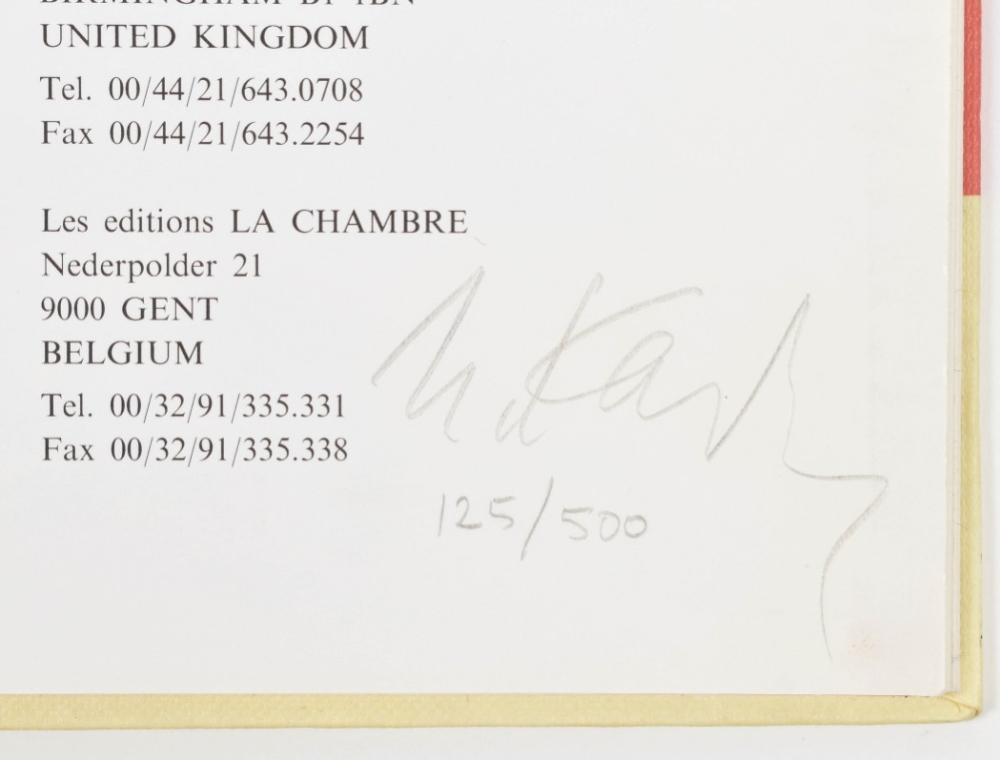 UNITED KINGDOM
Tel. 00/44/21/643.0708
Fax 00/44/21/643.2254
Les editions LA CHAMBRE
Nederpolder 21
9000 GENT
BELGIUM
Tel. 00/32/91/335.331
Fax 00/32/91/335.338
125/500